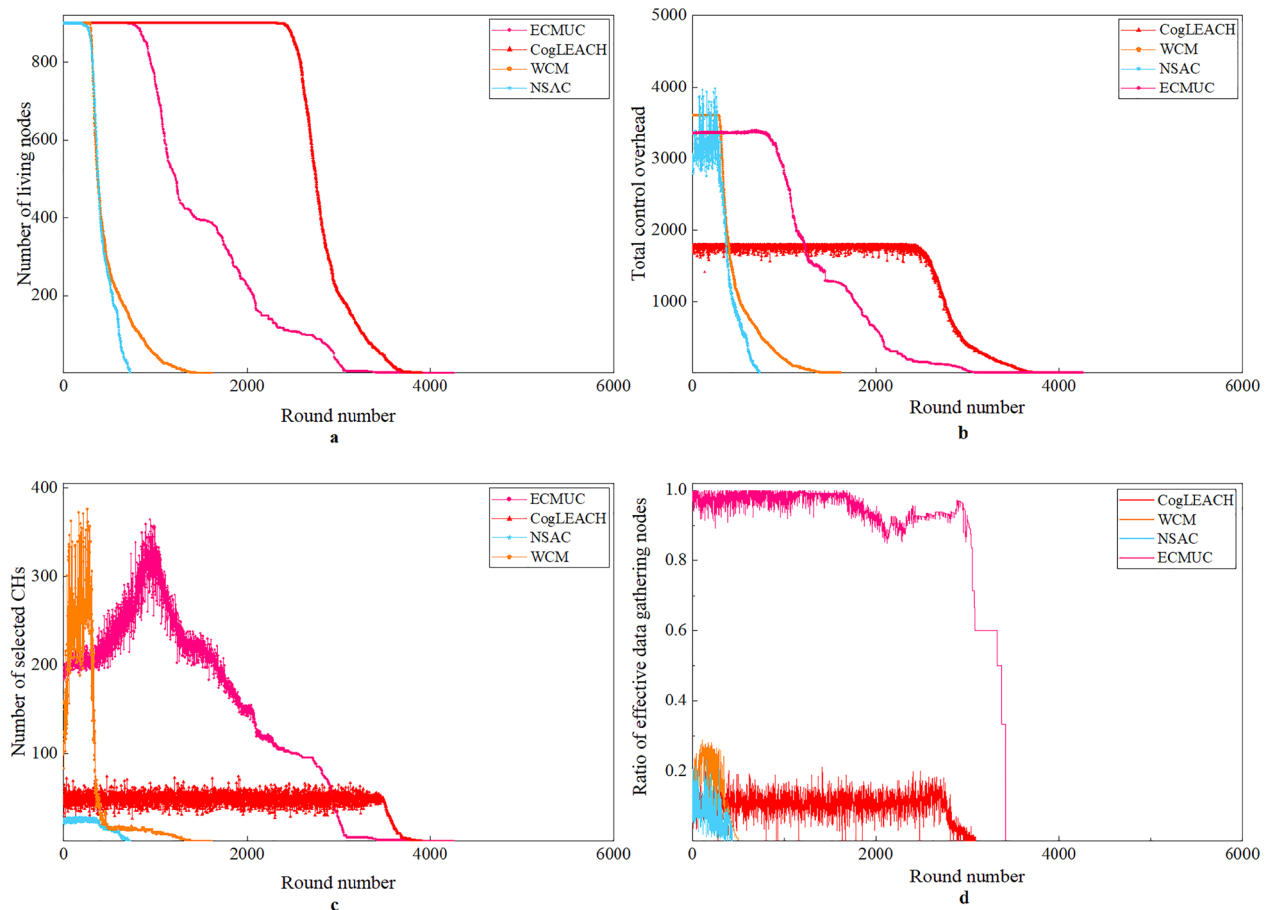 ECMUC
CogLEACH
WCM
NSAC
Number of living nodes
800
600
400
200
0 2000 4000 6000
Round number
a
CogLEACH
WCM
NSAC
ECMUC
Total control overhead
5000
4000
3000
2000
1000
0 2000 4000 6000
Round number
b
ECMUC
CogLEACH
NSAC
WCM
Number of selected CHs
400
300
200
100
0 2000 4000 6000
Round number
c
CogLEACH
WCM
NSAC
ECMUC
Ratio of effective data gathering nodes
1.0
0.8
0.6
0.4
0.2
0 2000 4000 6000
Round number
d